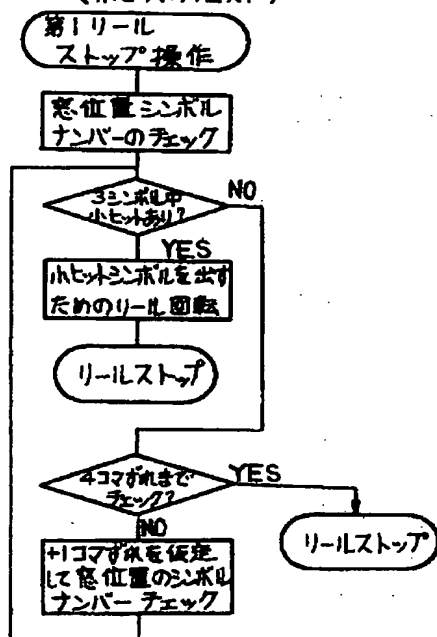 第1リール
ストップ操作
窓位置シンボル
ナンバーのチェック
3シンボル中
小ヒットあり?
NO
YES
小ヒットシンボルを出す
ためのリール回転
リールストップ
4コマずれまで
チェック?
YES
NO
+1コマずれを仮定
して窓位置のシンボル
ナンバーチェック
リールストップ